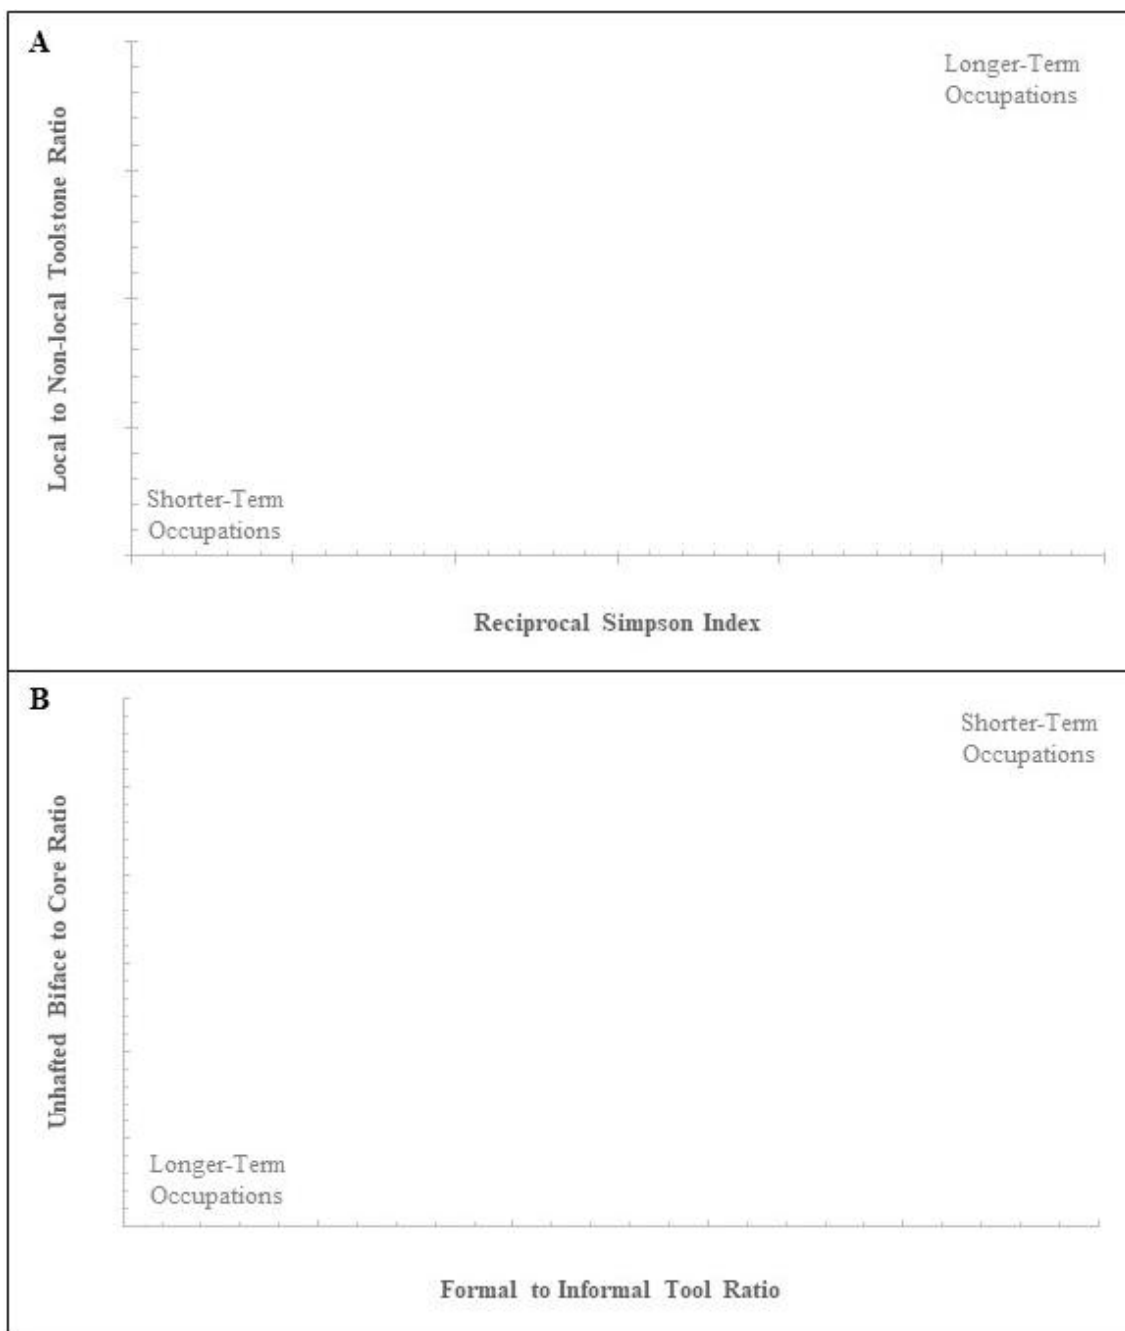 A
Longer-Term
Occupations
Local to Non-local Toolstone Ratio
Shorter-Term
Occupations
Reciprocal Simpson Index
B
Shorter-Term
Occupations
Unhafted Biface to Core Ratio
Longer-Term
Occupations
Formal to Informal Tool Ratio